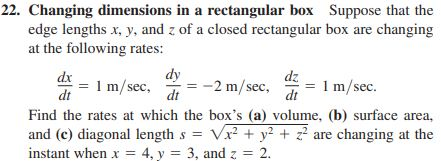 22. Changing dimensions in a rectangular box Suppose that the
edge lengths x, y, and z of a closed rectangular box are changing
at the following rates:
dx/dt = 1 m/sec, dy/dt = −2 m/sec, dz/dt = 1 m/sec.
Find the rates at which the box's (a) volume, (b) surface area,
and (c) diagonal length s = √(x² + y² + z²) are changing at the
instant when x = 4, y = 3, and z = 2.